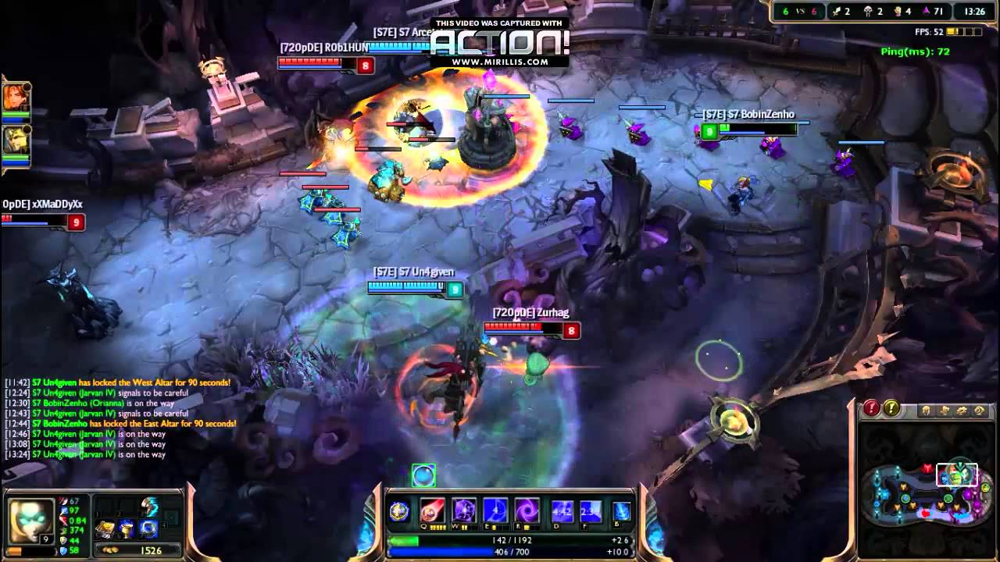 6 VS 6 2 2 4 71 13:26
THIS VIDEO WAS CAPTURED WITH
ACTION!
WWW.MIRILLIS.COM
FPS: 52
Ping(ms): 72
[S7E] S7
[720pDE] R0b1HUN
8
[S7E] S7 BobinZenho
9
0pDE] xXMaDDyXx
9
[S7E] S7 Un4given
9
[720pDE] Zurhag
8
[11:42] S7 Un4given has locked the West Altar for 90 seconds!
[12:24] S7 Un4given (Jarvan IV) signals to be careful
[12:30] S7 BobinZenho (Orianna) is on the way
[12:43] S7 Un4given (Jarvan IV) signals to be careful
[12:44] S7 BobinZenho has locked the East Altar for 90 seconds!
[12:46] S7 Un4given (Jarvan IV) is on the way
[13:08] S7 Un4given (Jarvan IV) is on the way
[13:24] S7 Un4given (Jarvan IV) is on the way
67
97
0.84
374
44
58
9
1526
Q W E R D F B
142 / 1192 +2.6
406 / 700 +10.0